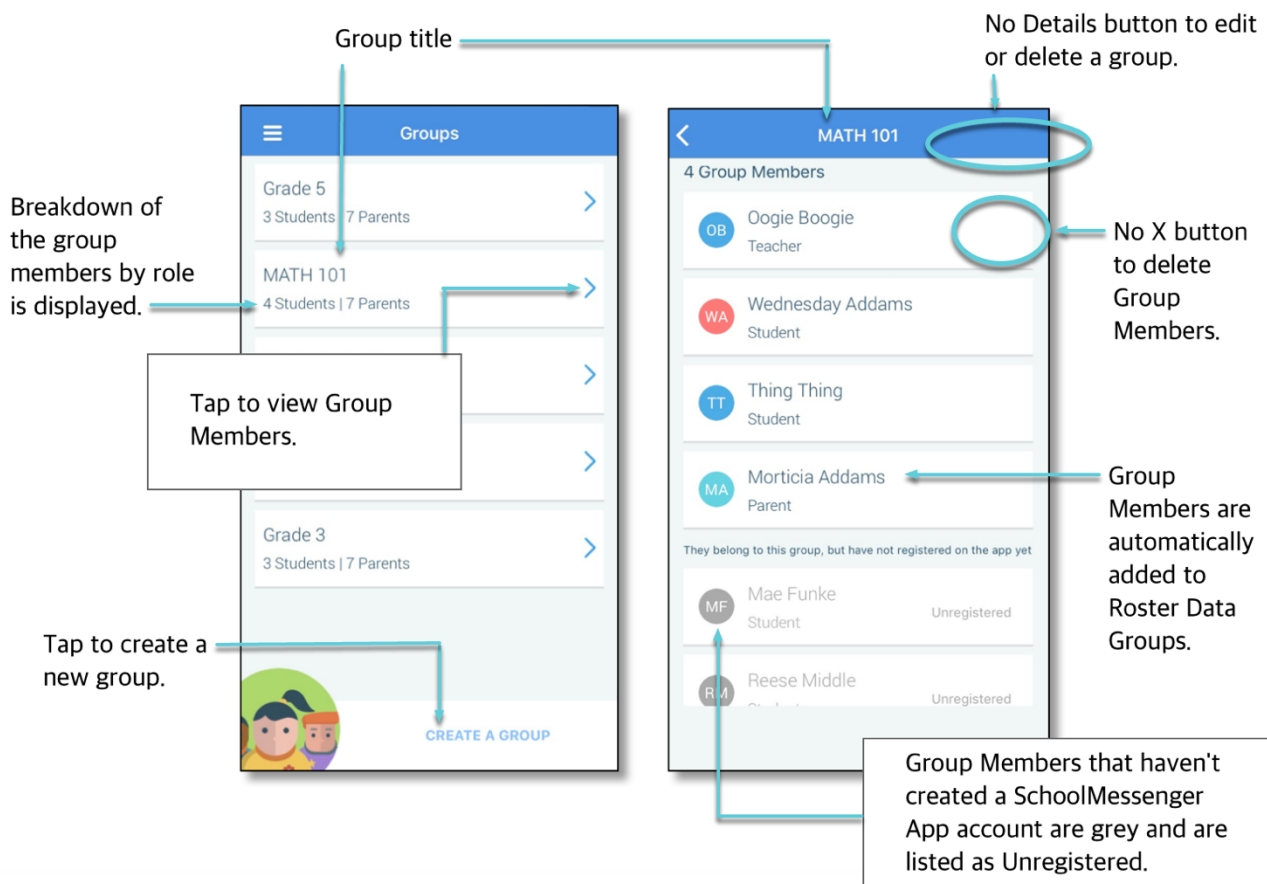 Group title
No Details button to edit
or delete a group.
Breakdown of
the group
members by role
is displayed.
Groups
Grade 5
3 Students | 7 Parents
MATH 101
4 Students | 7 Parents
Tap to view Group
Members.
Grade 3
3 Students | 7 Parents
Tap to create a
new group.
CREATE A GROUP
MATH 101
4 Group Members
OB
Oogie Boogie
Teacher
No X button
to delete
Group
Members.
WA
Wednesday Addams
Student
TT
Thing Thing
Student
MA
Morticia Addams
Parent
Group
Members are
automatically
added to
Roster Data
Groups.
They belong to this group, but have not registered on the app yet
MF
Mae Funke
Student
Unregistered
RM
Reese Middle
Unregistered
Group Members that haven't
created a SchoolMessenger
App account are grey and are
listed as Unregistered.